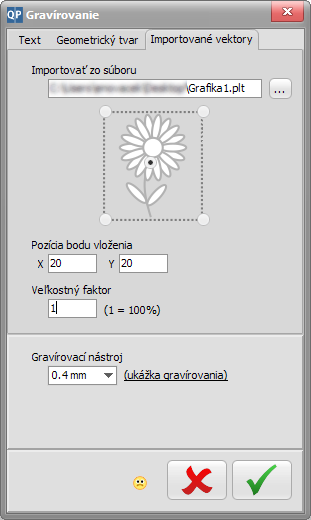 QP Gravírovanie
Text Geometrický tvar Importované vektory
Importovať zo súboru
\Grafika1.plt ...
Pozícia bodu vloženia
X 20 Y 20
Veľkostný faktor
1 (1 = 100%)
Gravírovací nástroj
0.4 mm (ukážka gravírovania)